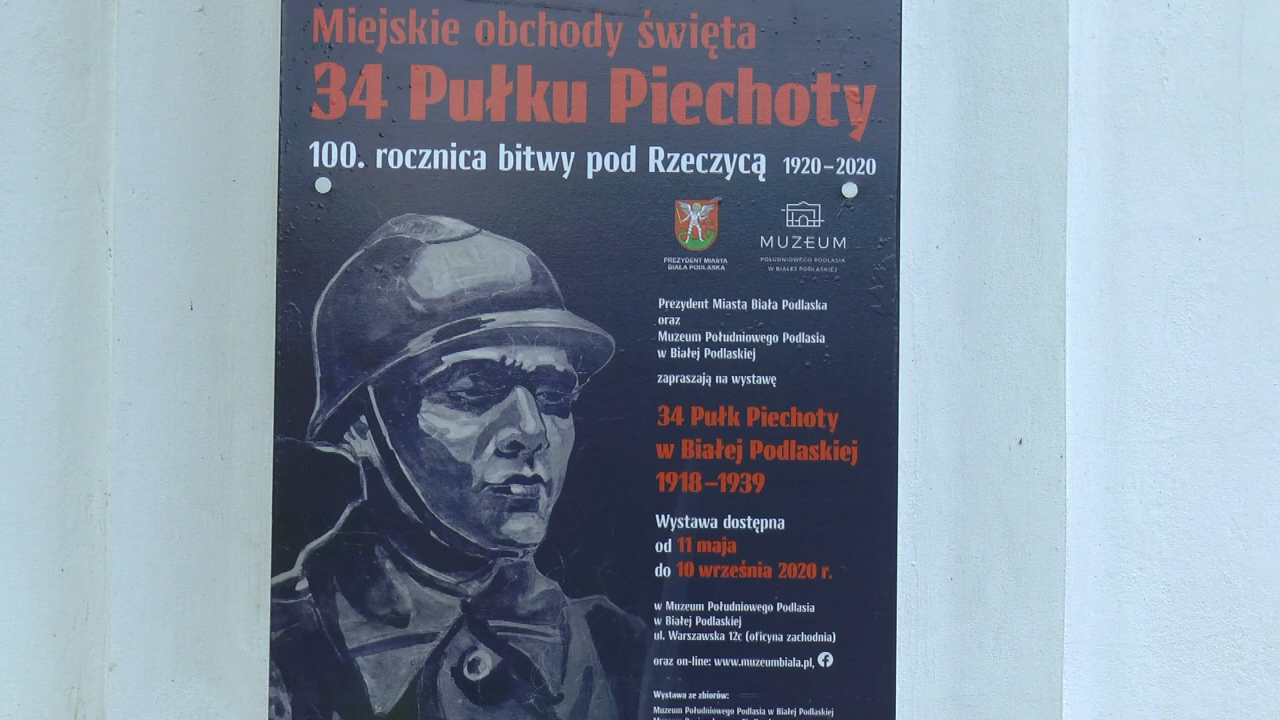 Miejskie obchody święta
34 Pułku Piechoty
100. rocznica bitwy pod Rzeczycą 1920–2020
PREZYDENT MIASTA
BIAŁA PODLASKA
MUZEUM
POŁUDNIOWEGO PODLASIA
W BIAŁEJ PODLASKIEJ
Prezydent Miasta Biała Podlaska
oraz
Muzeum Południowego Podlasia
w Białej Podlaskiej
zapraszają na wystawę
34 Pułk Piechoty
w Białej Podlaskiej
1918–1939
Wystawa dostępna
od 11 maja
do 10 września 2020 r.
w Muzeum Południowego Podlasia
w Białej Podlaskiej
ul. Warszawska 12c (oficyna zachodnia)
oraz on-line: www.muzeumbiala.pl,
Wystawa ze zbiorów:
Muzeum Południowego Podlasia w Białej Podlaskiej